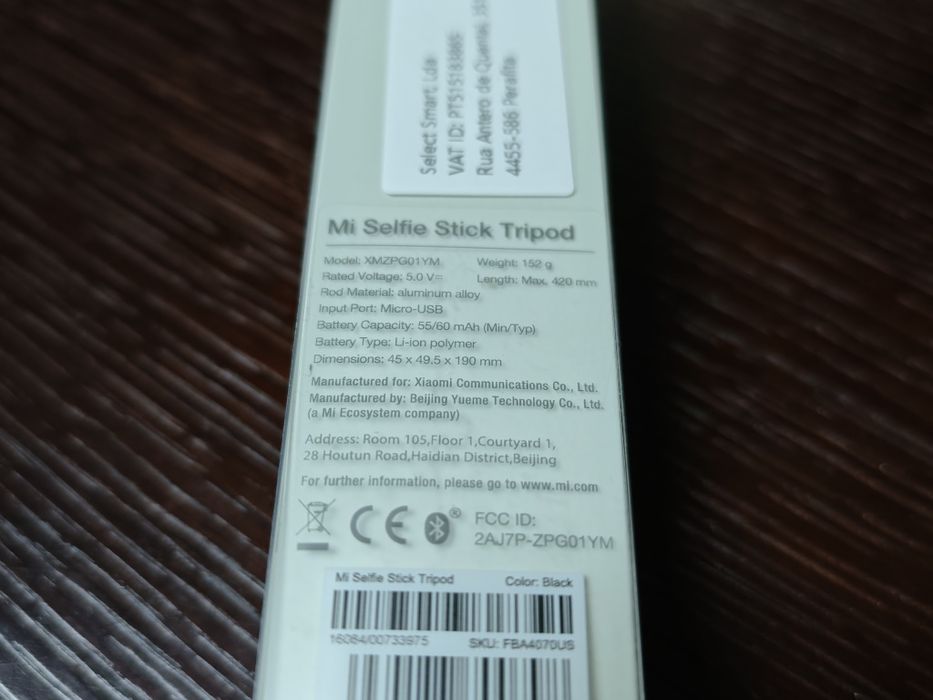 Select Smart, Lda
VAT ID:
Rua Antero de Quental,
4455-586 Perafita
Mi Selfie Stick Tripod
Model: XMZPG01YM Weight: 152 g
Rated Voltage: 5.0 V⎓ Length: Max. 420 mm
Rod Material: aluminum alloy
Input Port: Micro-USB
Battery Capacity: 55/60 mAh (Min/Typ)
Battery Type: Li-ion polymer
Dimensions: 45 x 49.5 x 190 mm
Manufactured for: Xiaomi Communications Co., Ltd.
Manufactured by: Beijing Yueme Technology Co., Ltd.
(a Mi Ecosystem company)
Address: Room 105,Floor 1,Courtyard 1,
28 Houtun Road,Haidian District,Beijing
For further information, please go to www.mi.com
CE ® FCC ID:
2AJ7P-ZPG01YM
Mi Selfie Stick Tripod Color: Black
16084/00733975 SKU: FBA4070US